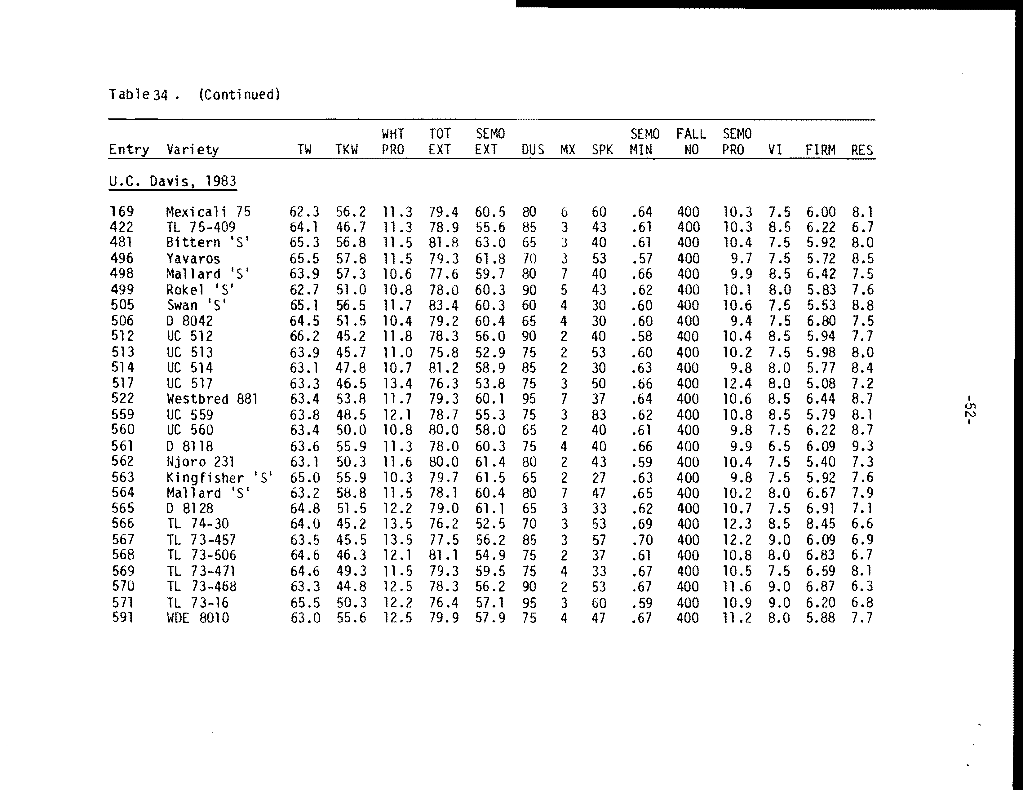 Table 34 . (Continued)
WHT TOT SEMO SEMO FALL SEMO
Entry Variety TW TKW PRO EXT EXT DUS MX SPK MIN NO PRO VI FIRM RES
U.C. Davis, 1983
169 Mexicali 75 62.3 56.2 11.3 79.4 60.5 80 6 60 .64 400 10.3 7.5 6.00 8.1
422 TL 75-409 64.1 46.7 11.3 78.9 55.6 85 3 43 .61 400 10.3 8.5 6.22 6.7
481 Bittern 'S' 65.3 56.8 11.5 81.8 63.0 65 3 40 .61 400 10.4 7.5 5.92 8.0
496 Yavaros 65.5 57.8 11.5 79.3 61.8 70 3 53 .57 400 9.7 7.5 5.72 8.5
498 Mallard 'S' 63.9 57.3 10.6 77.6 59.7 80 7 40 .66 400 9.9 8.5 6.42 7.5
499 Rokel 'S' 62.7 51.0 10.8 78.0 60.3 90 5 43 .62 400 10.1 8.0 5.83 7.6
505 Swan 'S' 65.1 56.5 11.7 83.4 60.3 60 4 30 .60 400 10.6 7.5 5.53 8.8
506 D 8042 64.5 51.5 10.4 79.2 60.4 65 4 30 .60 400 9.4 7.5 6.80 7.5
512 UC 512 66.2 45.2 11.8 78.3 56.0 90 2 40 .58 400 10.4 8.5 5.94 7.7
513 UC 513 63.9 45.7 11.0 75.8 52.9 75 2 53 .60 400 10.2 7.5 5.98 8.0
514 UC 514 63.1 47.8 10.7 81.2 58.9 85 2 30 .63 400 9.8 8.0 5.77 8.4
517 UC 517 63.3 46.5 13.4 76.3 53.8 75 3 50 .66 400 12.4 8.0 5.08 7.2
522 Westbred 881 63.4 53.8 11.7 79.3 60.1 95 7 37 .64 400 10.6 8.5 6.44 8.7
559 UC 559 63.8 48.5 12.1 78.7 55.3 75 3 83 .62 400 10.8 8.5 5.79 8.1
560 UC 560 63.4 50.0 10.8 80.0 58.0 65 2 40 .61 400 9.8 7.5 6.22 8.7
561 D 8118 63.6 55.9 11.3 78.0 60.3 75 4 40 .66 400 9.9 6.5 6.09 9.3
562 Njoro 231 63.1 50.3 11.6 80.0 61.4 80 2 43 .59 400 10.4 7.5 5.40 7.3
563 Kingfisher 'S' 65.0 55.9 10.3 79.7 61.5 65 2 27 .63 400 9.8 7.5 5.92 7.6
564 Mallard 'S' 63.2 58.8 11.5 78.1 60.4 80 7 47 .65 400 10.2 8.0 6.67 7.9
565 D 8128 64.8 51.5 12.2 79.0 61.1 65 3 33 .62 400 10.7 7.5 6.91 7.1
566 TL 74-30 64.0 45.2 13.5 76.2 52.5 70 3 53 .69 400 12.3 8.5 8.45 6.6
567 TL 73-457 63.5 45.5 13.5 77.5 56.2 85 3 57 .70 400 12.2 9.0 6.09 6.9
568 TL 73-506 64.6 46.3 12.1 81.1 54.9 75 2 37 .61 400 10.8 8.0 6.83 6.7
569 TL 73-471 64.6 49.3 11.5 79.3 59.5 75 4 33 .67 400 10.5 7.5 6.59 8.1
570 TL 73-468 63.3 44.8 12.5 78.3 56.2 90 2 53 .67 400 11.6 9.0 6.87 6.3
571 TL 73-16 65.5 50.3 12.2 76.4 57.1 95 3 60 .59 400 10.9 9.0 6.20 6.8
591 WDE 8010 63.0 55.6 12.5 79.9 57.9 75 4 47 .67 400 11.2 8.0 5.88 7.7
-52-